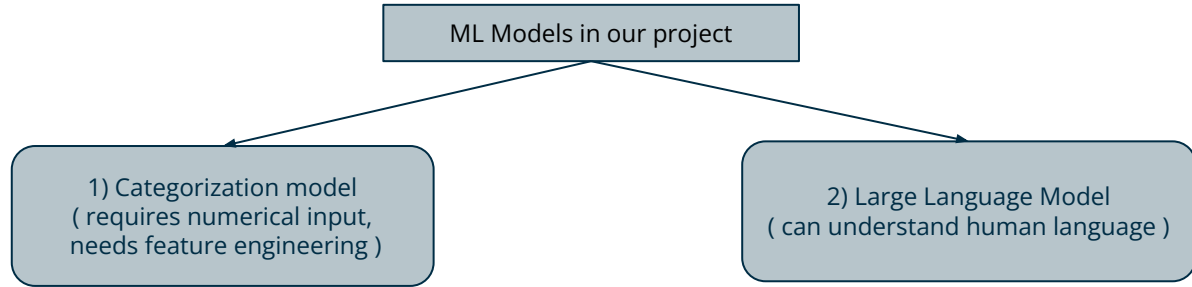 ML Models in our project
1) Categorization model
( requires numerical input,
needs feature engineering )
2) Large Language Model
( can understand human language )